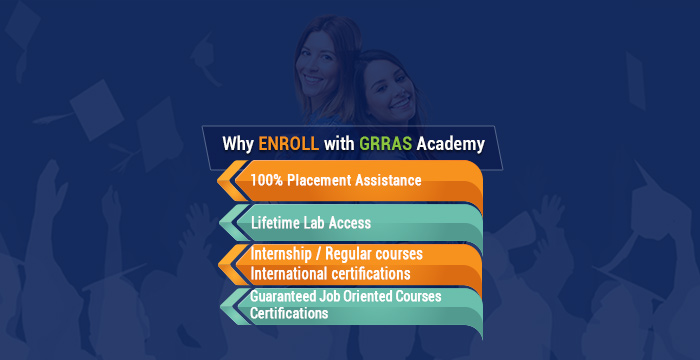 Why ENROLL with GRRAS Academy
100% Placement Assistance
Lifetime Lab Access
Internship / Regular courses
International certifications
Guaranteed Job Oriented Courses
Certifications